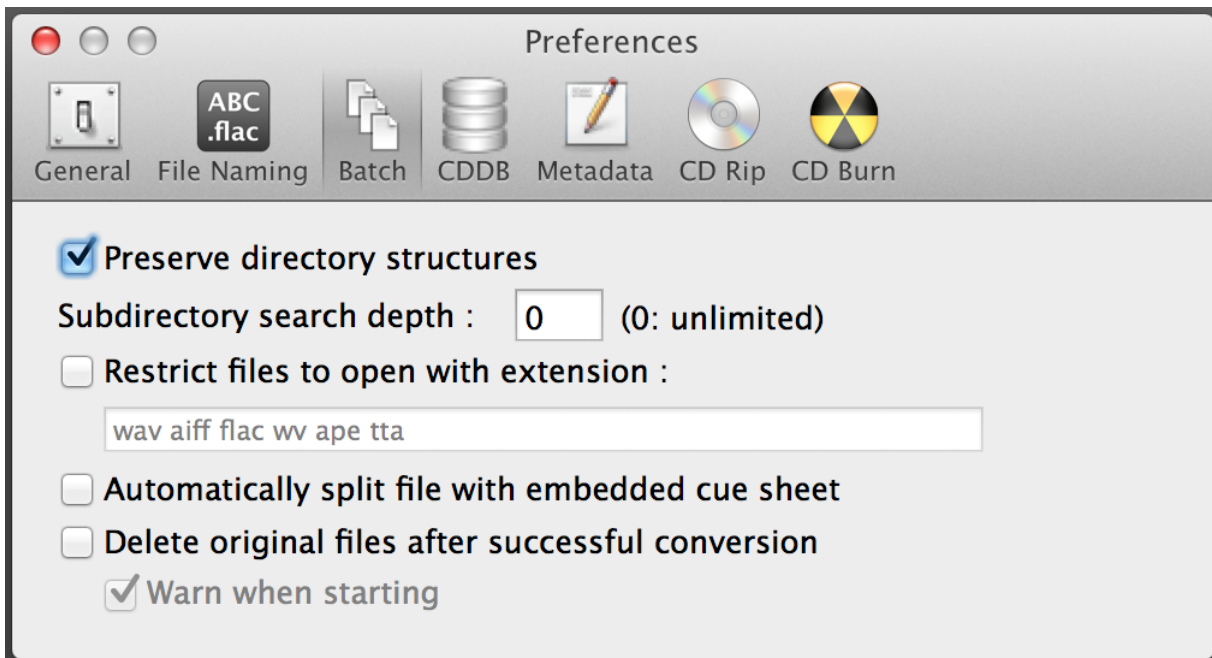 Preferences
ABC
.flac
General File Naming Batch CDDB Metadata CD Rip CD Burn
Preserve directory structures
Subdirectory search depth : 0 (0: unlimited)
Restrict files to open with extension :
wav aiff flac wv ape tta
Automatically split file with embedded cue sheet
Delete original files after successful conversion
Warn when starting